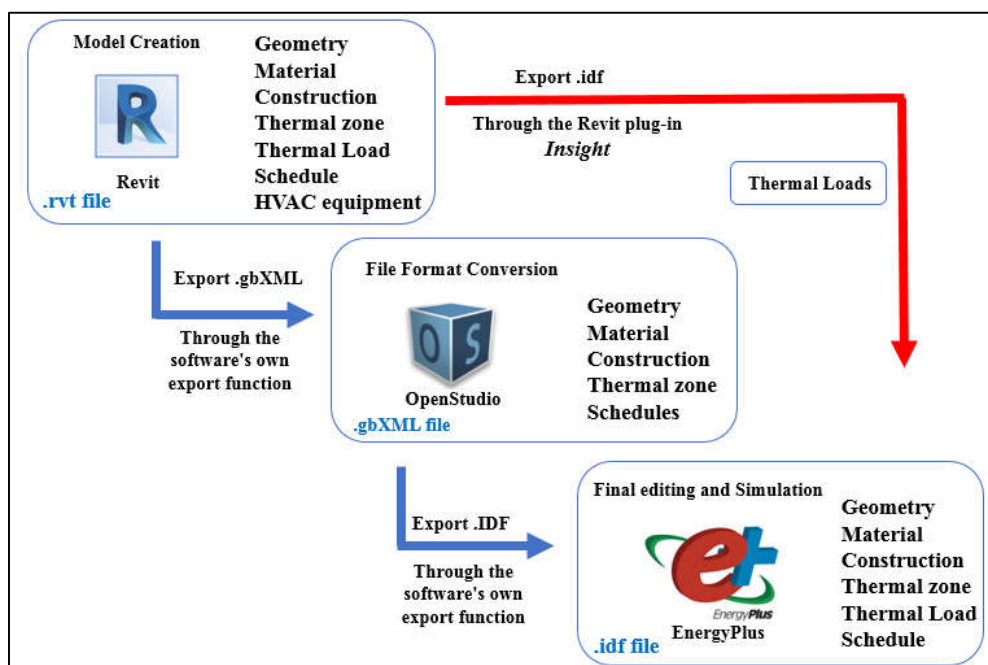 Model Creation
Geometry
Material
Construction
Thermal zone
Thermal Load
Schedule
HVAC equipment
R
Revit
.rvt file
Export .idf
Through the Revit plug-in
Insight
Thermal Loads
Export .gbXML
Through the
software's own
export function
File Format Conversion
OS
OpenStudio
.gbXML file
Geometry
Material
Construction
Thermal zone
Schedules
Export .IDF
Through the
software's own
export function
Final editing and Simulation
e+
EnergyPlus
EnergyPlus
.idf file
Geometry
Material
Construction
Thermal zone
Thermal Load
Schedule